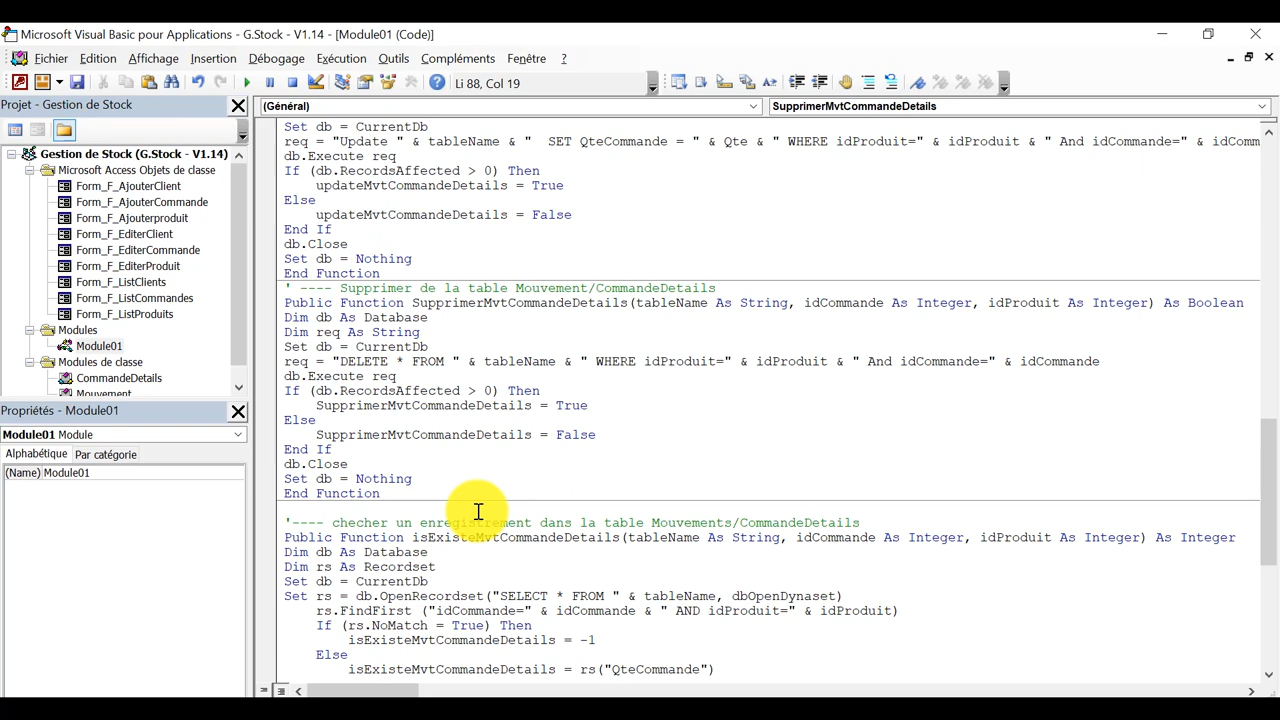 Microsoft Visual Basic pour Applications - G.Stock - V1.14 - [Module01 (Code)]
Fichier Edition Affichage Insertion Débogage Exécution Outils Compléments Fenêtre ?
Li 88, Col 19
Projet - Gestion de Stock
(Général) SupprimerMvtCommandeDetails
Gestion de Stock (G.Stock - V1.14)
Microsoft Access Objets de classe
Form_F_AjouterClient
Form_F_AjouterCommande
Form_F_Ajouterproduit
Form_F_EditerClient
Form_F_EditerCommande
Form_F_EditerProduit
Form_F_ListClients
Form_F_ListCommandes
Form_F_ListProduits
Modules
Module01
Modules de classe
CommandeDetails
Mouvement
Propriétés - Module01
Module01 Module
Alphabétique Par catégorie
(Name) Module01
Set db = CurrentDb
req = "Update " & tableName & "  SET QteCommande = " & Qte & " WHERE idProduit=" & idProduit & " And idCommande=" & idComm
db.Execute req
If (db.RecordsAffected > 0) Then
updateMvtCommandeDetails = True
Else
updateMvtCommandeDetails = False
End If
db.Close
Set db = Nothing
End Function
' ---- Supprimer de la table Mouvement/CommandeDetails
Public Function SupprimerMvtCommandeDetails(tableName As String, idCommande As Integer, idProduit As Integer) As Boolean
Dim db As Database
Dim req As String
Set db = CurrentDb
req = "DELETE * FROM " & tableName & " WHERE idProduit=" & idProduit & " And idCommande=" & idCommande
db.Execute req
If (db.RecordsAffected > 0) Then
SupprimerMvtCommandeDetails = True
Else
SupprimerMvtCommandeDetails = False
End If
db.Close
Set db = Nothing
End Function
'---- checher un enregistrement dans la table Mouvements/CommandeDetails
Public Function isExisteMvtCommandeDetails(tableName As String, idCommande As Integer, idProduit As Integer) As Integer
Dim db As Database
Dim rs As Recordset
Set db = CurrentDb
Set rs = db.OpenRecordset("SELECT * FROM " & tableName, dbOpenDynaset)
rs.FindFirst ("idCommande=" & idCommande & " AND idProduit=" & idProduit)
If (rs.NoMatch = True) Then
isExisteMvtCommandeDetails = -1
Else
isExisteMvtCommandeDetails = rs("QteCommande")